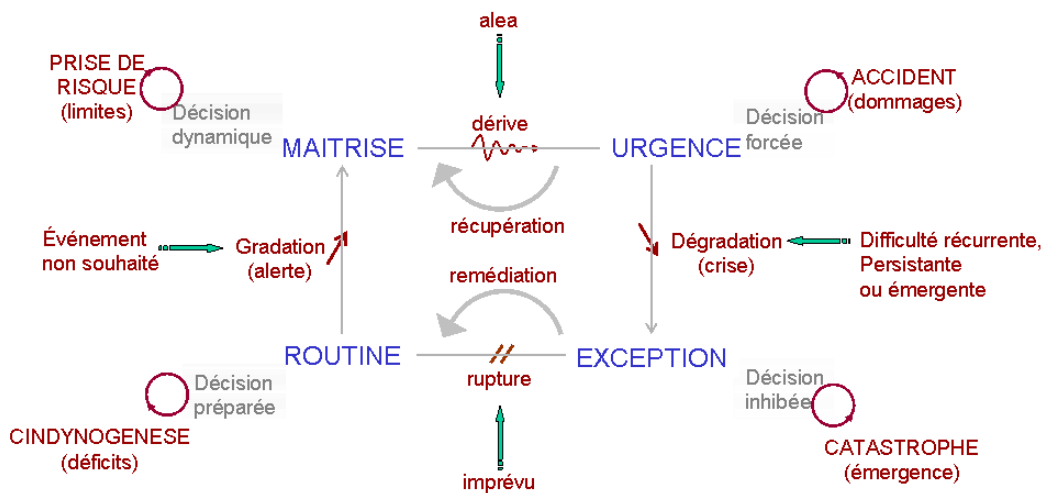 alea
PRISE DE
RISQUE
(limites)
Décision
dynamique
ACCIDENT
(dommages)
Décision
forcée
dérive
MAITRISE
URGENCE
récupération
Événement
non souhaité
Gradation
(alerte)
Dégradation
(crise)
Difficulté récurrente,
Persistante
ou émergente
remédiation
ROUTINE
EXCEPTION
rupture
Décision
préparée
Décision
inhibée
CINDYNOGENESE
(déficits)
CATASTROPHE
(émergence)
imprévu